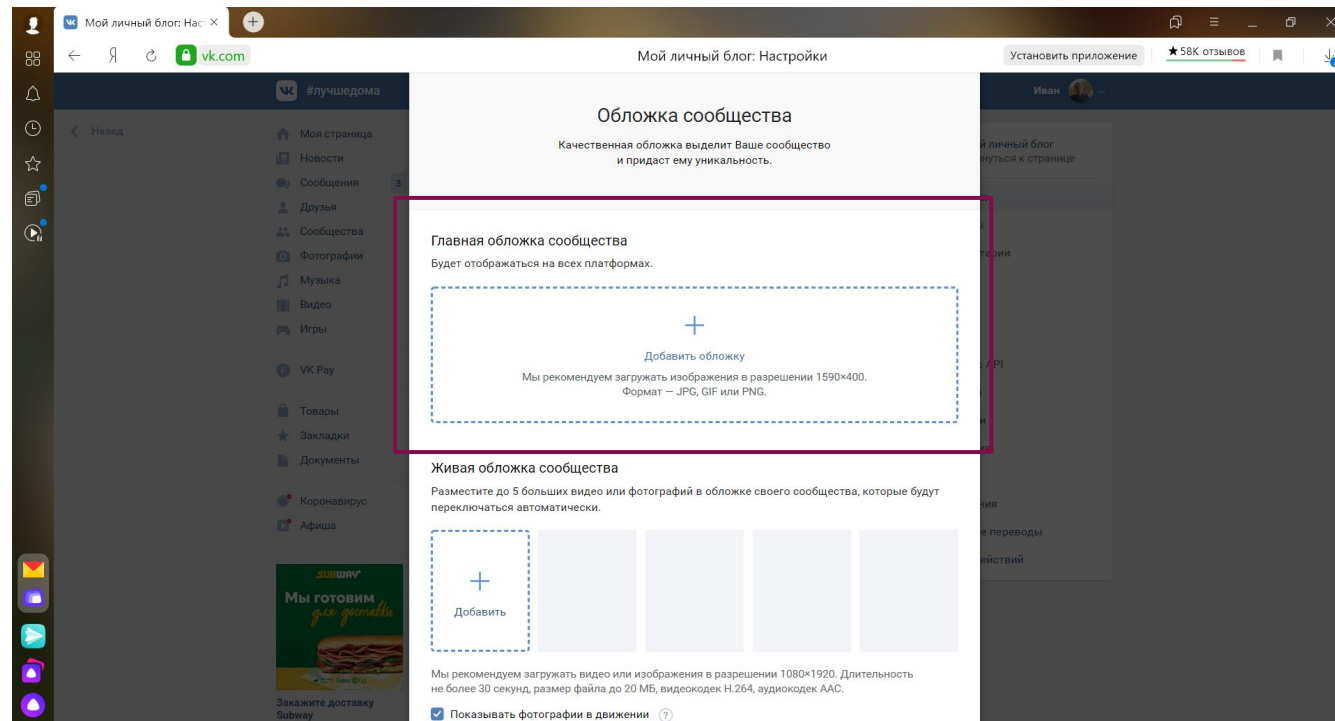 Мой личный блог: Нас
vk.com
Мой личный блог: Настройки
Установить приложение
★ 58K отзывов
#лучшедома
Иван
Назад
Моя страница
Новости
Сообщения 3
Друзья
Сообщества
Фотографии
Музыка
Видео
Игры
VK Pay
Товары
Закладки
Документы
Коронавирус
Афиша
SUBWAY
Мы готовим
для доставки
Закажите доставку
Subway
Обложка сообщества
Качественная обложка выделит Ваше сообщество
и придаст ему уникальность.
Главная обложка сообщества
Будет отображаться на всех платформах.
Добавить обложку
Мы рекомендуем загружать изображения в разрешении 1590×400.
Формат — JPG, GIF или PNG.
Живая обложка сообщества
Разместите до 5 больших видео или фотографий в обложке своего сообщества, которые будут
переключаться автоматически.
Добавить
Мы рекомендуем загружать видео или изображения в разрешении 1080×1920. Длительность
не более 30 секунд, размер файла до 20 МБ, видеокодек H.264, аудиокодек AAC.
Показывать фотографии в движении ?
й личный блог
нуться к странице
тарии
API
ния
е переводы
ействий